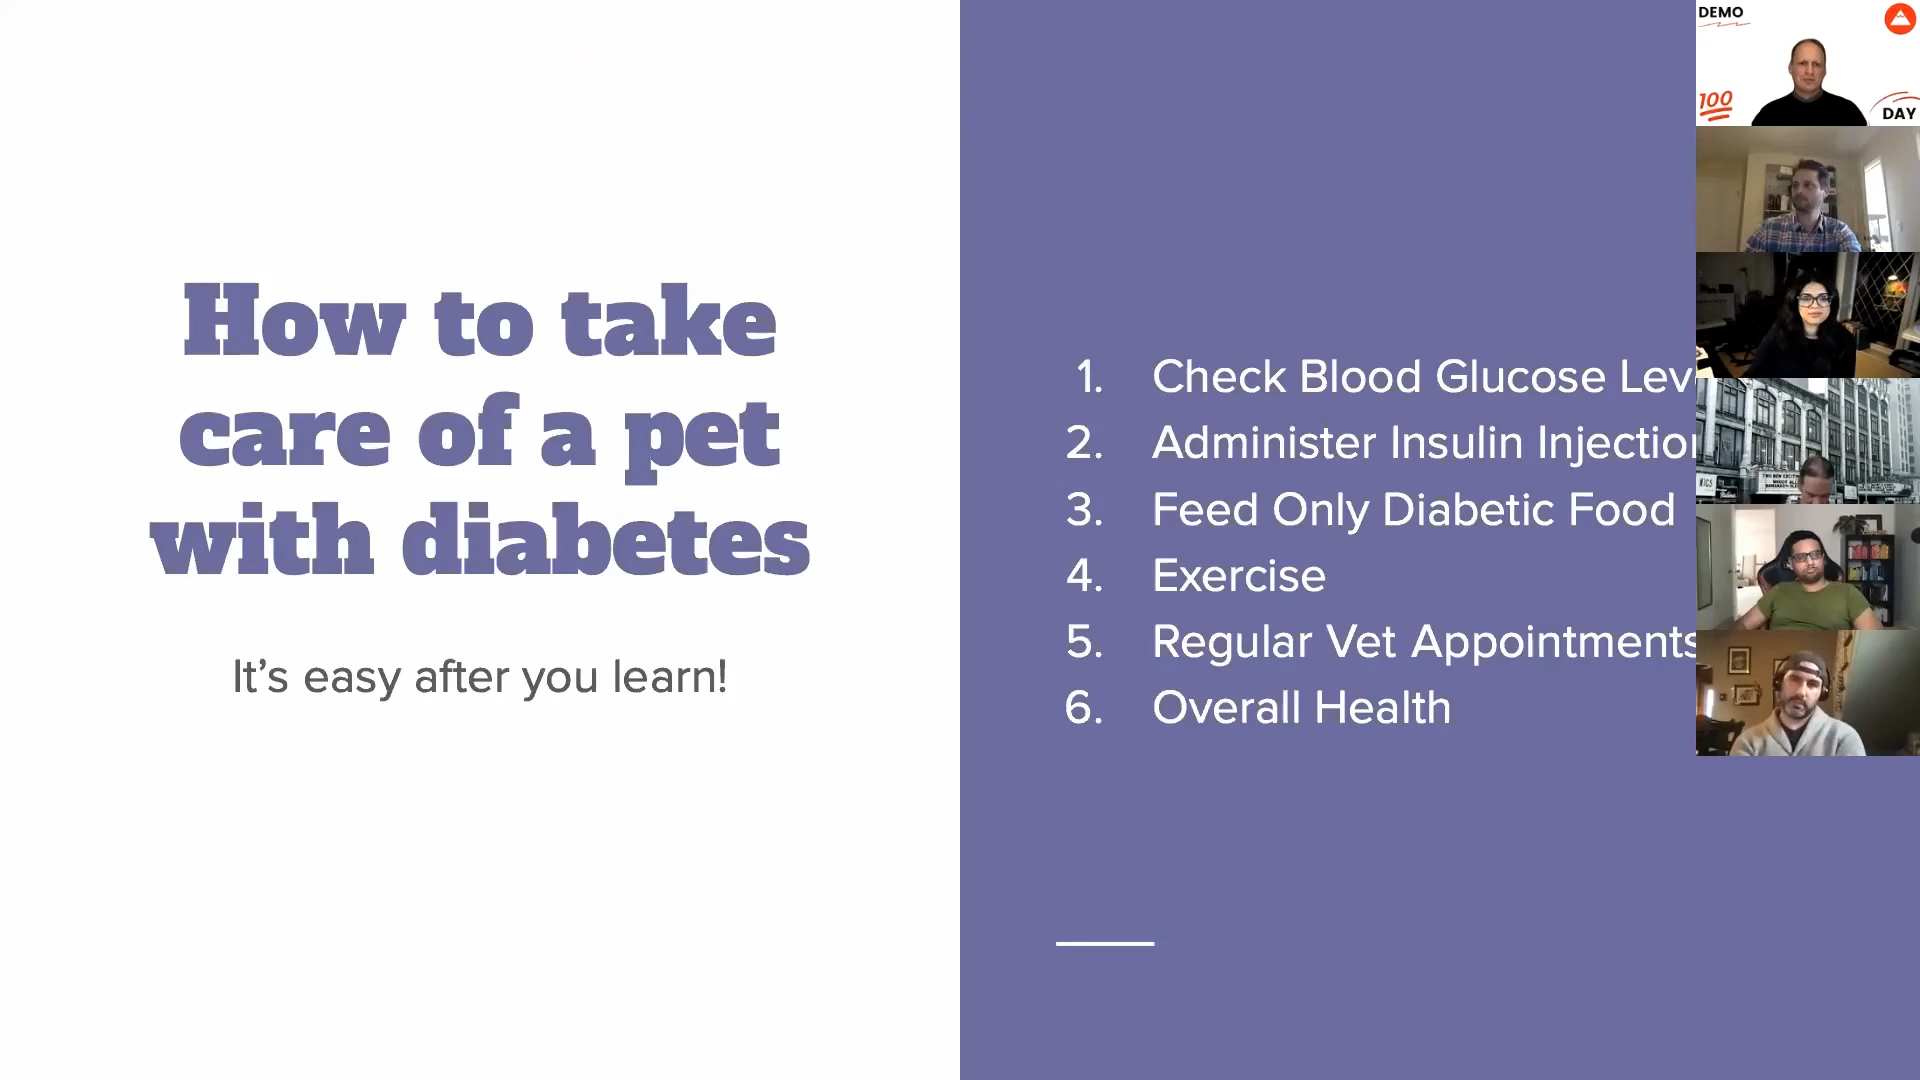 How to take
care of a pet
with diabetes
It's easy after you learn!
1. Check Blood Glucose Lev
2. Administer Insulin Injection
3. Feed Only Diabetic Food
4. Exercise
5. Regular Vet Appointments
6. Overall Health
DEMO
100
DAY